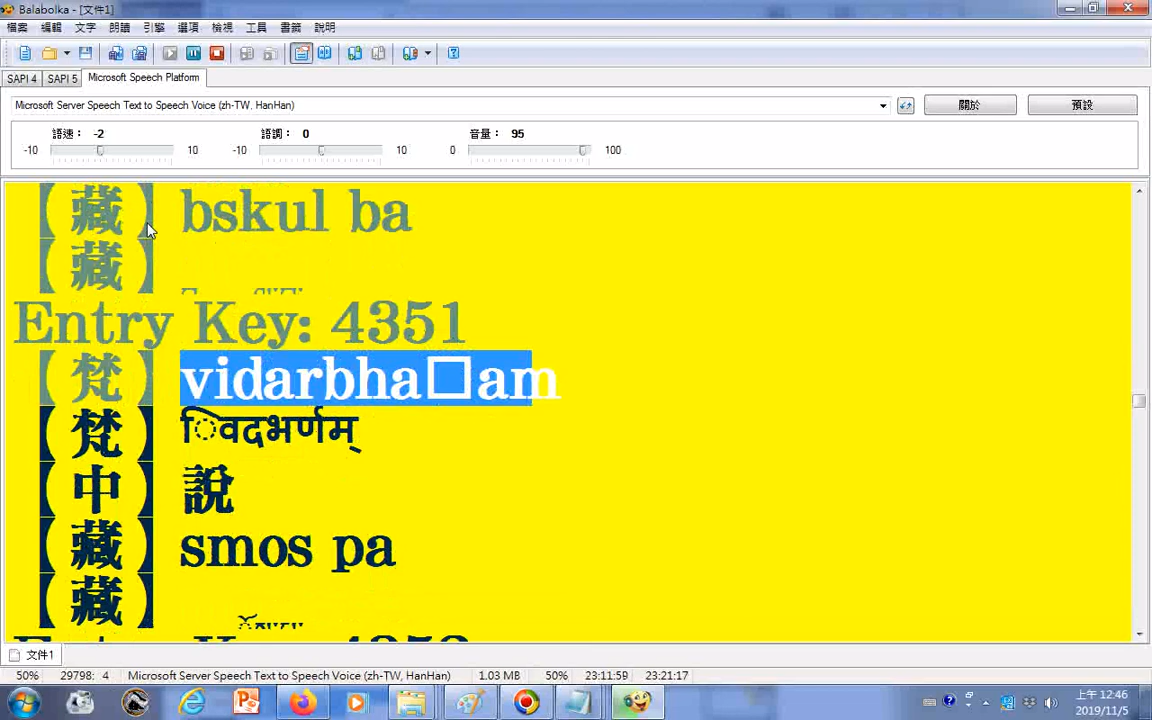 Balabolka - [文件1]
檔案 編輯 文字 朗讀 引擎 選項 檢視 工具 書籤 說明
SAPI 4 SAPI 5 Microsoft Speech Platform
Microsoft Server Speech Text to Speech Voice (zh-TW, HanHan) 關於 預設
語速： -2 語調： 0 音量： 95
-10 10 -10 10 0 100
【 藏 】 bskul ba
【 藏 】
Entry Key: 4351
【 梵 】 vidarbha□am
【 梵 】 िवदर्भणम्
【 中 】 說
【 藏 】 smos pa
【 藏 】
文件1
50% 29798: 4 Microsoft Server Speech Text to Speech Voice (zh-TW, HanHan) 1.03 MB 50% 23:11:59 23:21:17
上午 12:46
2019/11/5